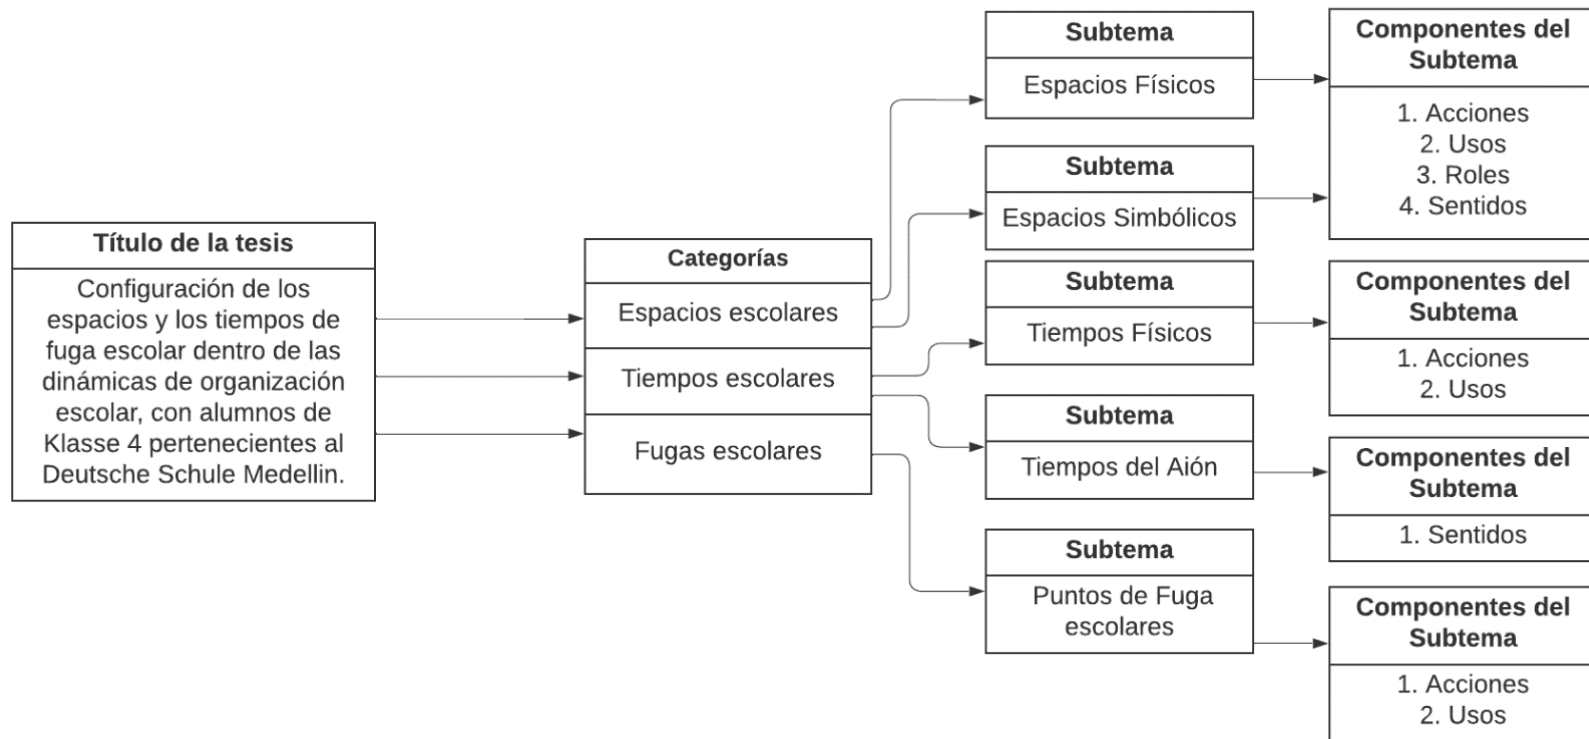 Título de la tesis
Configuración de los
espacios y los tiempos de
fuga escolar dentro de las
dinámicas de organización
escolar, con alumnos de
Klasse 4 pertenecientes al
Deutsche Schule Medellin.
Categorías
Espacios escolares
Tiempos escolares
Fugas escolares
Subtema
Espacios Físicos
Subtema
Espacios Simbólicos
Subtema
Tiempos Físicos
Subtema
Tiempos del Aión
Subtema
Puntos de Fuga
escolares
Componentes del
Subtema
1. Acciones
2. Usos
3. Roles
4. Sentidos
Componentes del
Subtema
1. Acciones
2. Usos
Componentes del
Subtema
1. Sentidos
Componentes del
Subtema
1. Acciones
2. Usos